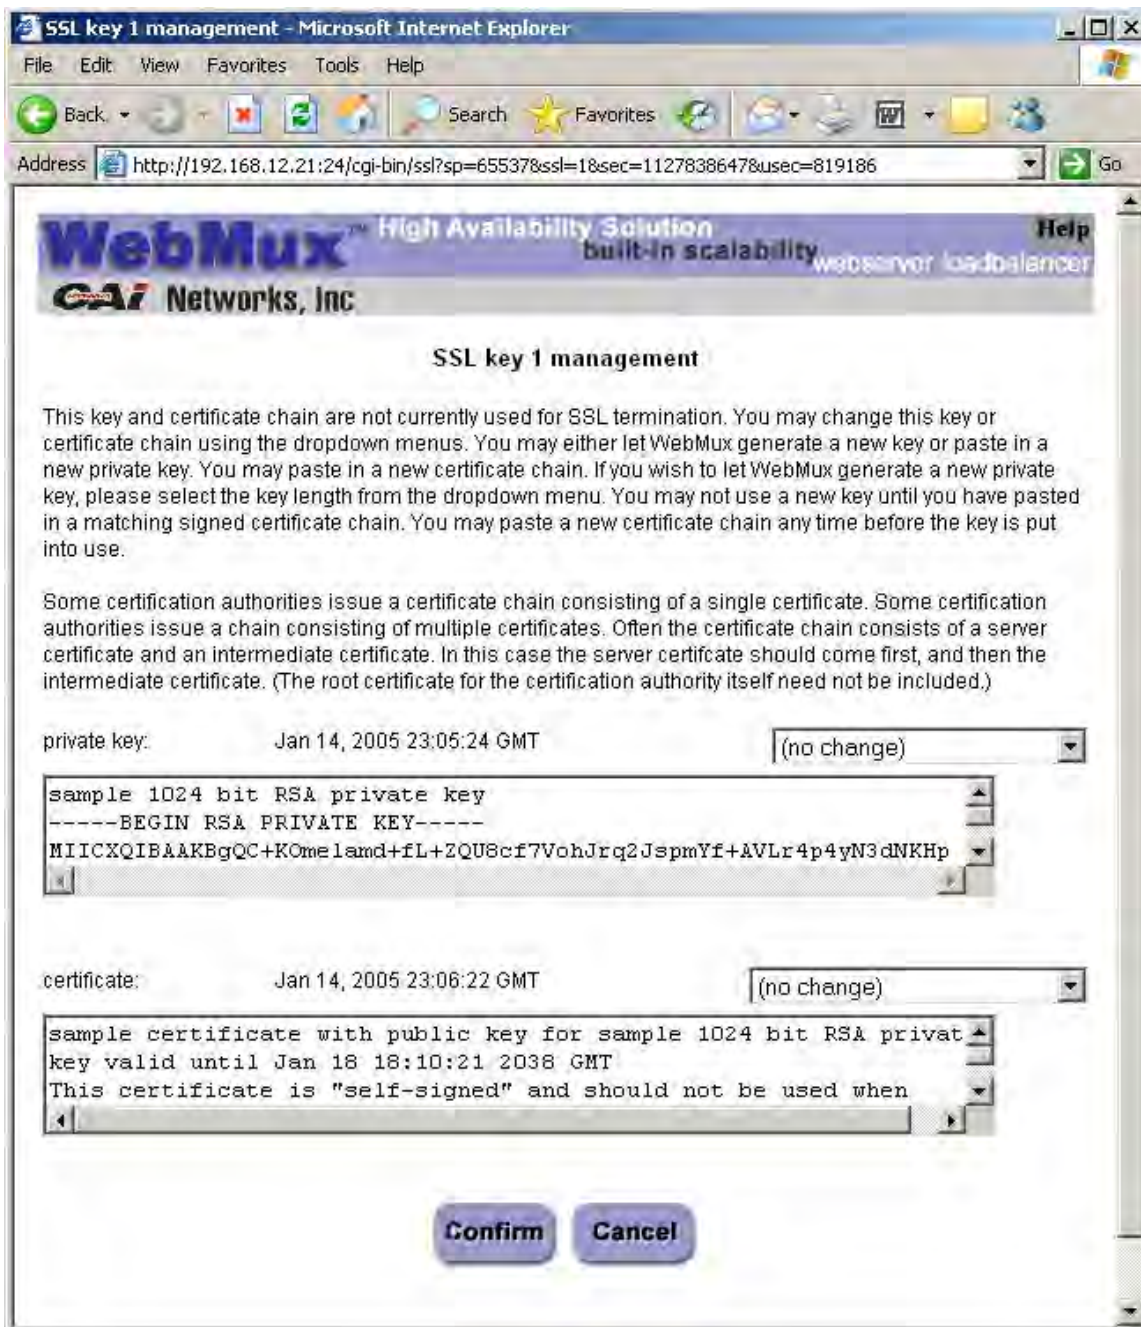 SSL key 1 management - Microsoft Internet Explorer
File Edit View Favorites Tools Help
Back Search Favorites
Address http://192.168.12.21:24/cgi-bin/ssl?sp=65537&ssl=1&sec=1127838647&usec=819186 Go
WebMux™ High Availability Solution Help
built-in scalability
webserver loadbalancer
CAI Networks, Inc
SSL key 1 management
This key and certificate chain are not currently used for SSL termination. You may change this key or
certificate chain using the dropdown menus. You may either let WebMux generate a new key or paste in a
new private key. You may paste in a new certificate chain. If you wish to let WebMux generate a new private
key, please select the key length from the dropdown menu. You may not use a new key until you have pasted
in a matching signed certificate chain. You may paste a new certificate chain any time before the key is put
into use.
Some certification authorities issue a certificate chain consisting of a single certificate. Some certification
authorities issue a chain consisting of multiple certificates. Often the certificate chain consists of a server
certificate and an intermediate certificate. In this case the server certifcate should come first, and then the
intermediate certificate. (The root certificate for the certification authority itself need not be included.)
private key: Jan 14, 2005 23:05:24 GMT (no change)
sample 1024 bit RSA private key
-----BEGIN RSA PRIVATE KEY-----
MIICXQIBAAKBgQC+KOmelamd+fL+ZQU8cf7VohJrq2JspmYf+AVLr4p4yN3dNKHp
certificate: Jan 14, 2005 23:06:22 GMT (no change)
sample certificate with public key for sample 1024 bit RSA privat
key valid until Jan 18 18:10:21 2038 GMT
This certificate is "self-signed" and should not be used when
Confirm Cancel